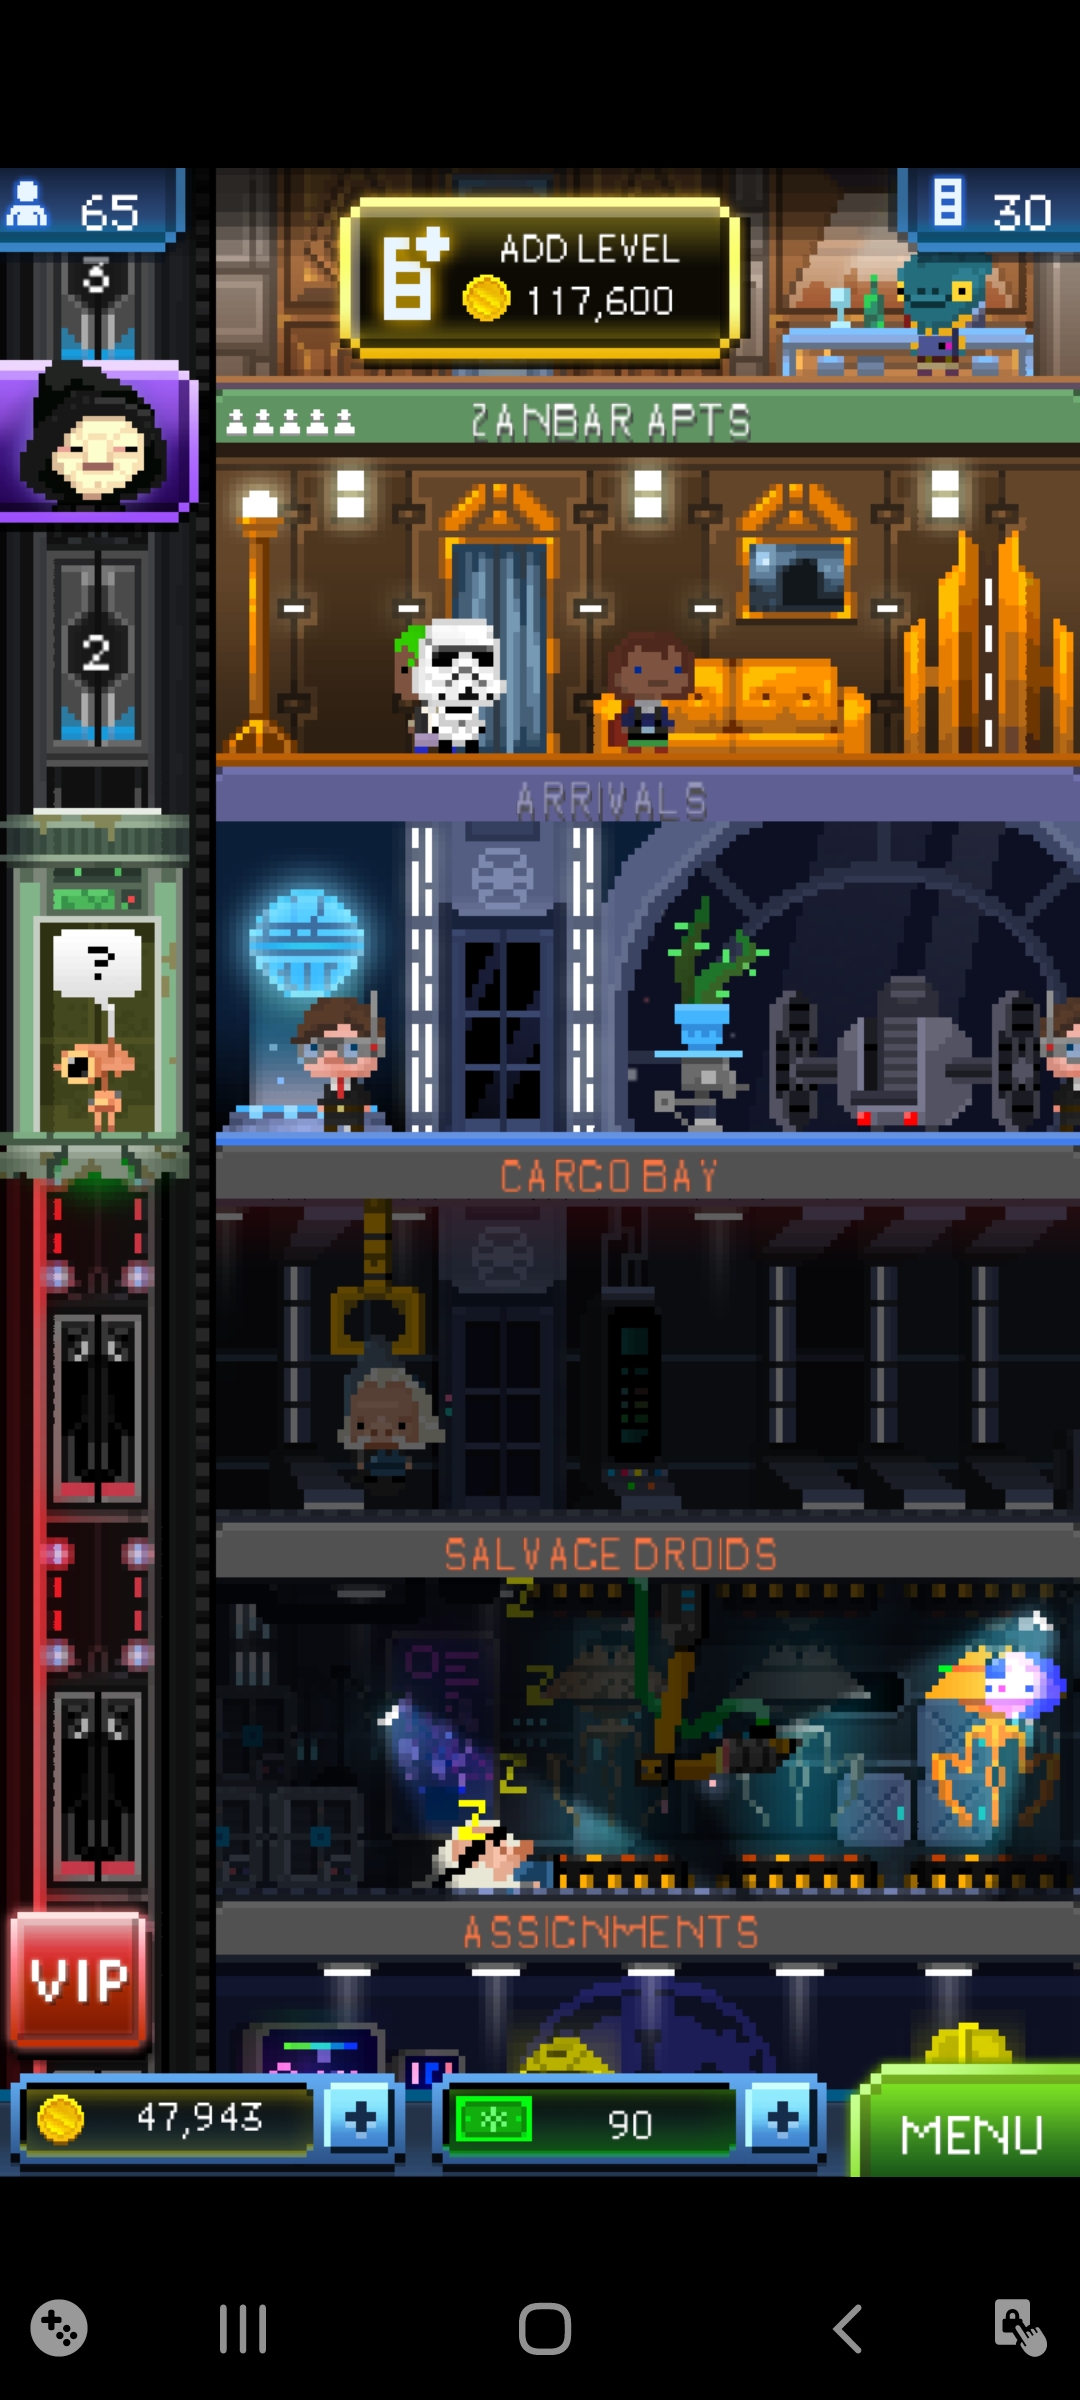 65
ADD LEVEL
117,600
30
3
ZANBAR APTS
2
ARRIVALS
?
CARGO BAY
SALVAGE DROIDS
Z
Z
Z
Z
ASSIGNMENTS
VIP
47,943
+
90
+
MENU